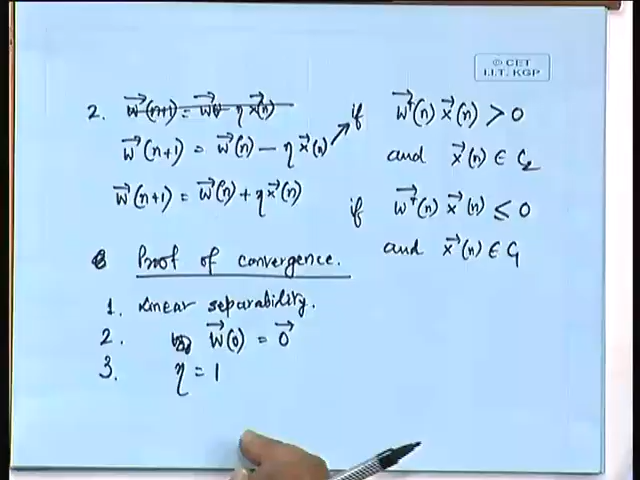 © CET
I.I.T. KGP
2. w⃗(n+1) = w⃗ - η x⃗(n)
w⃗(n+1) = w⃗(n) - η x⃗(n) if w⃗ᵗ(n) x⃗(n) > 0
and x⃗(n) ∈ C₂
w⃗(n+1) = w⃗(n) + η x⃗(n) if w⃗ᵗ(n) x⃗(n) ≤ 0
and x⃗(n) ∈ C₁
Proof of convergence.
1. Linear separability.
2. w⃗(0) = 0⃗
3. η = 1